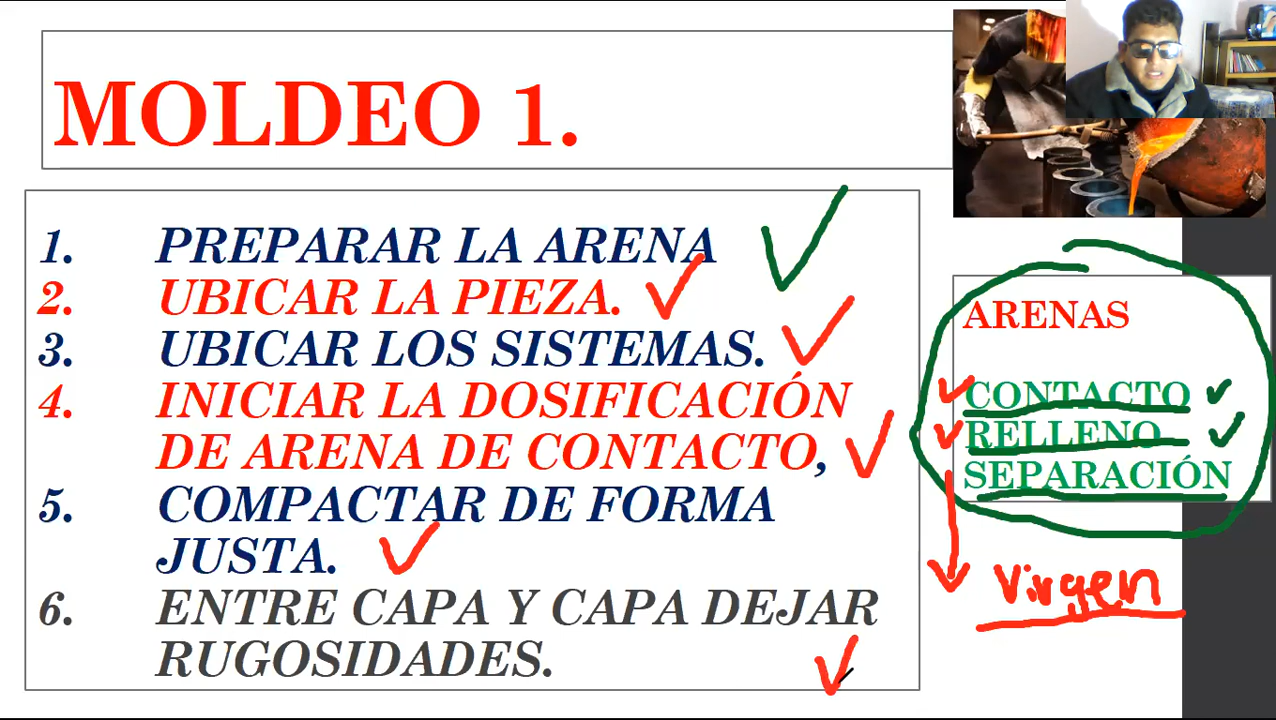 MOLDEO 1.
1. PREPARAR LA ARENA
2. UBICAR LA PIEZA.
3. UBICAR LOS SISTEMAS.
4. INICIAR LA DOSIFICACIÓN
DE ARENA DE CONTACTO,
5. COMPACTAR DE FORMA
JUSTA.
6. ENTRE CAPA Y CAPA DEJAR
RUGOSIDADES.
ARENAS
CONTACTO
RELLENO
SEPARACIÓN
Virgen